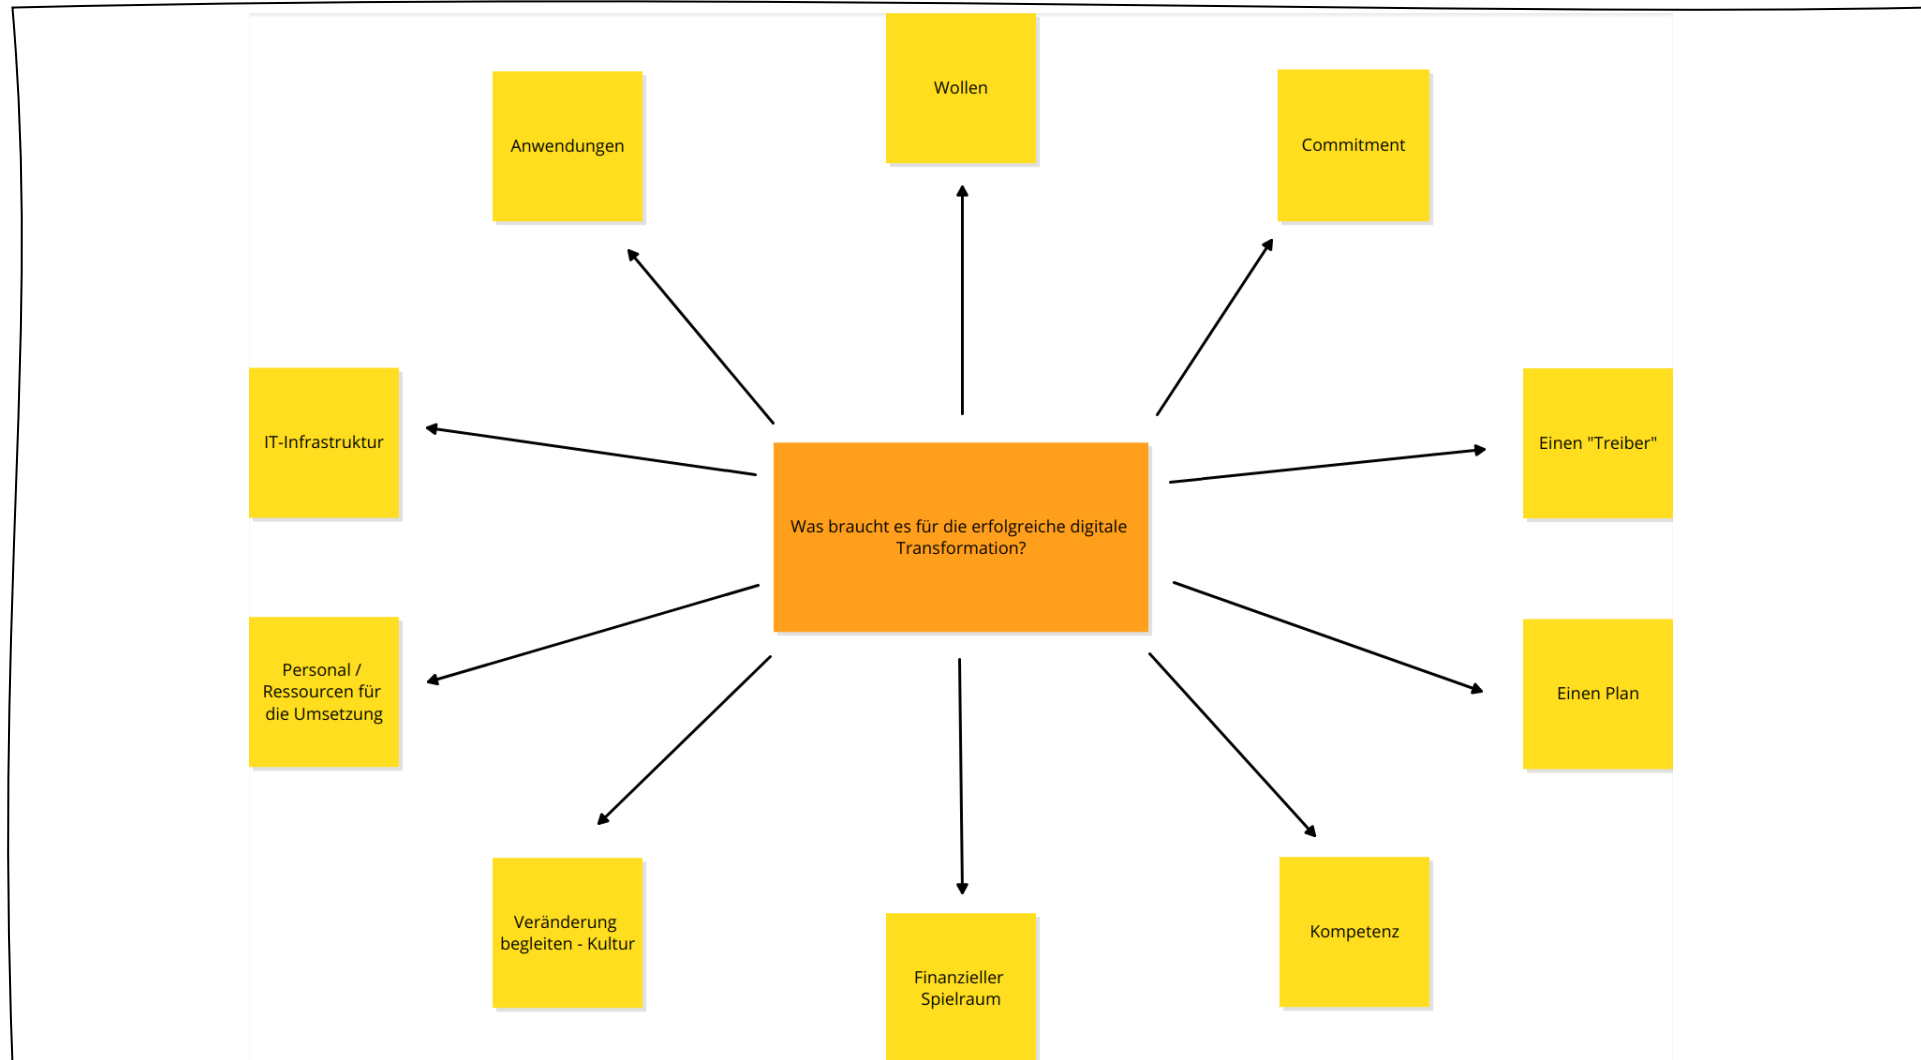 Wollen
Anwendungen
Commitment
IT-Infrastruktur
Einen "Treiber"
Was braucht es für die erfolgreiche digitale
Transformation?
Personal /
Ressourcen für
die Umsetzung
Einen Plan
Veränderung
begleiten - Kultur
Kompetenz
Finanzieller
Spielraum